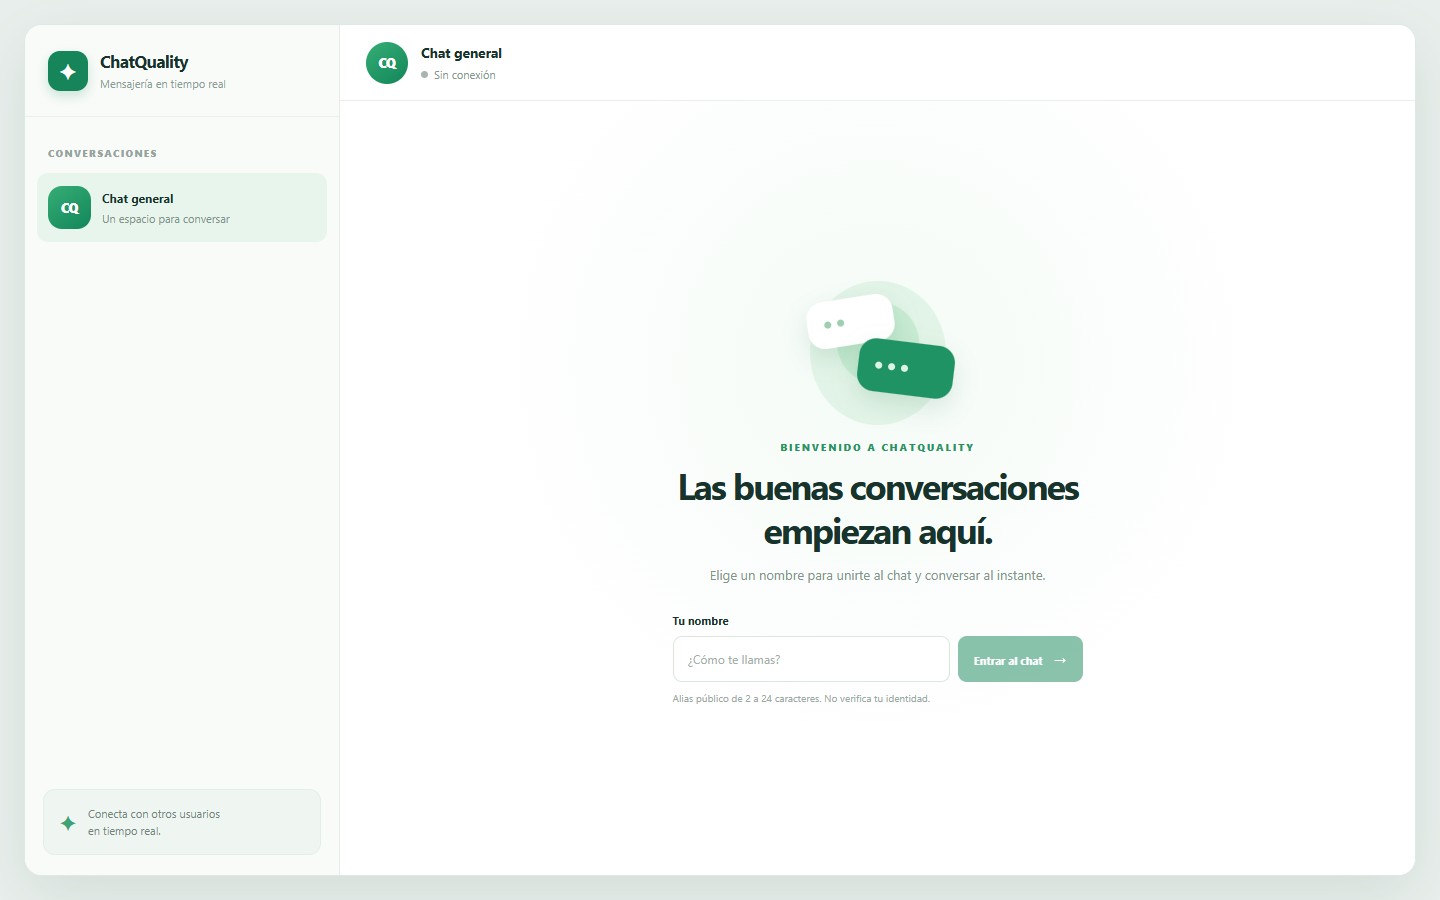 ChatQuality
Mensajería en tiempo real
CONVERSACIONES
CQ
Chat general
Un espacio para conversar
Conecta con otros usuarios
en tiempo real.
CQ
Chat general
Sin conexión
BIENVENIDO A CHATQUALITY
Las buenas conversaciones
empiezan aquí.
Elige un nombre para unirte al chat y conversar al instante.
Tu nombre
¿Cómo te llamas?
Entrar al chat →
Alias público de 2 a 24 caracteres. No verifica tu identidad.